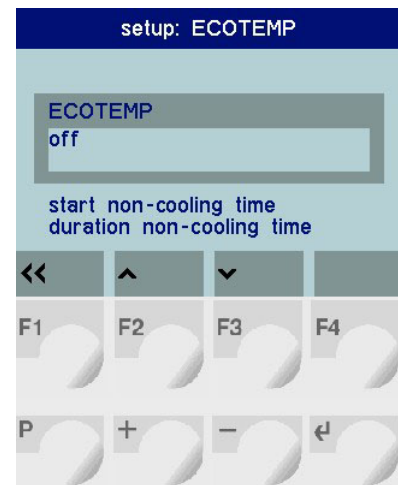 setup: ECOTEMP
ECOTEMP
off
start non-cooling time
duration non-cooling time
F1 F2 F3 F4
P + -